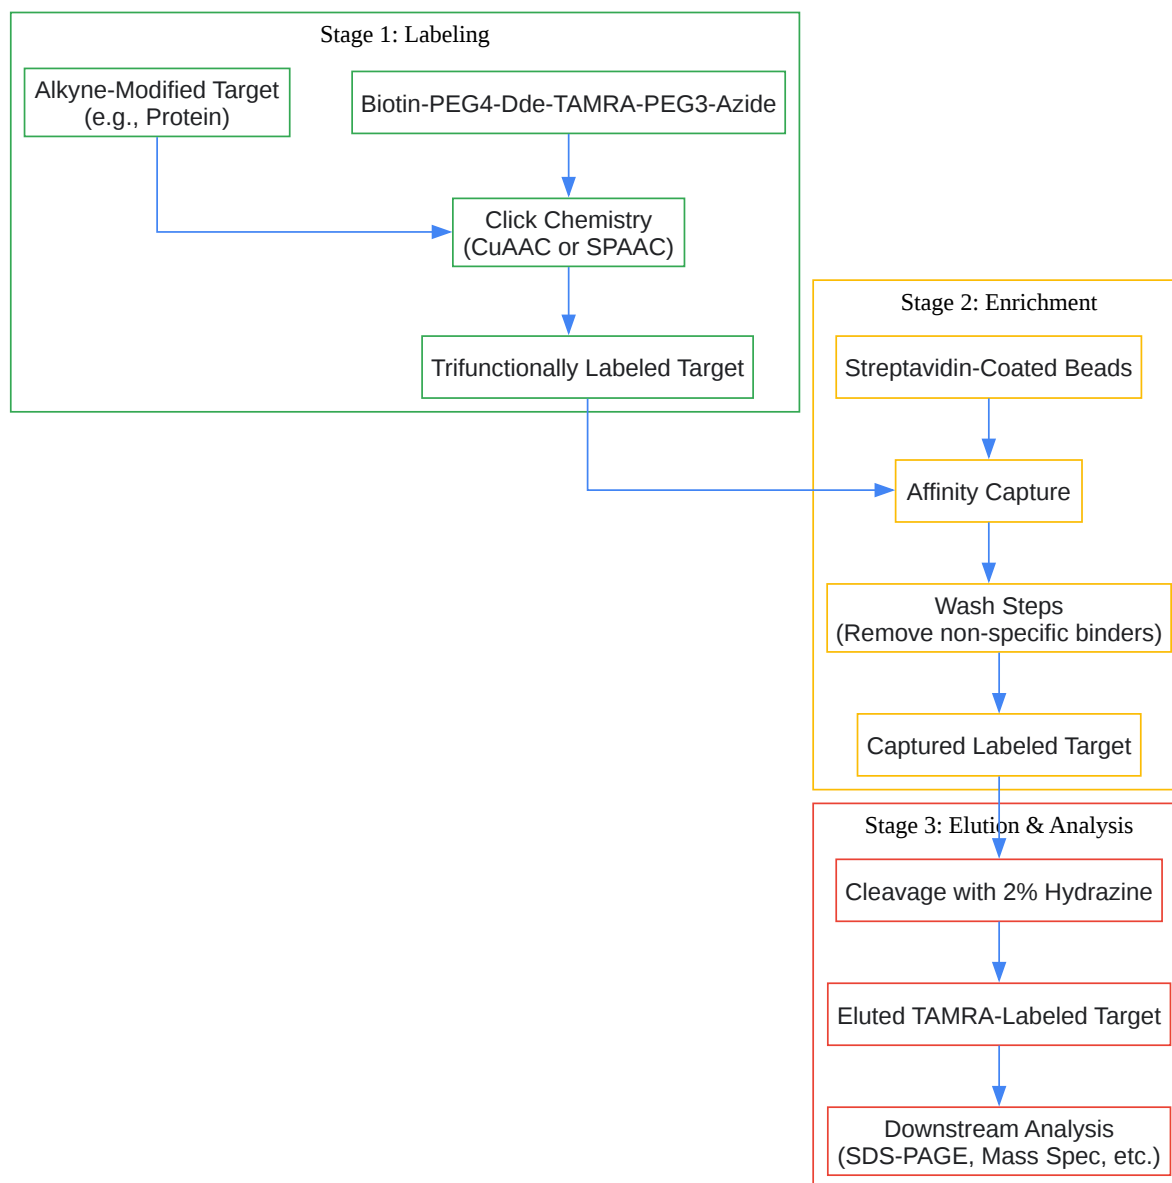 Stage 1: Labeling
Alkyne-Modified Target
(e.g., Protein)
Biotin-PEG4-Dde-TAMRA-PEG3-Azide
Click Chemistry
(CuAAC or SPAAC)
Trifunctionally Labeled Target
Stage 2: Enrichment
Streptavidin-Coated Beads
Affinity Capture
Wash Steps
(Remove non-specific binders)
Captured Labeled Target
Stage 3: Elution & Analysis
Cleavage with 2% Hydrazine
Eluted TAMRA-Labeled Target
Downstream Analysis
(SDS-PAGE, Mass Spec, etc.)